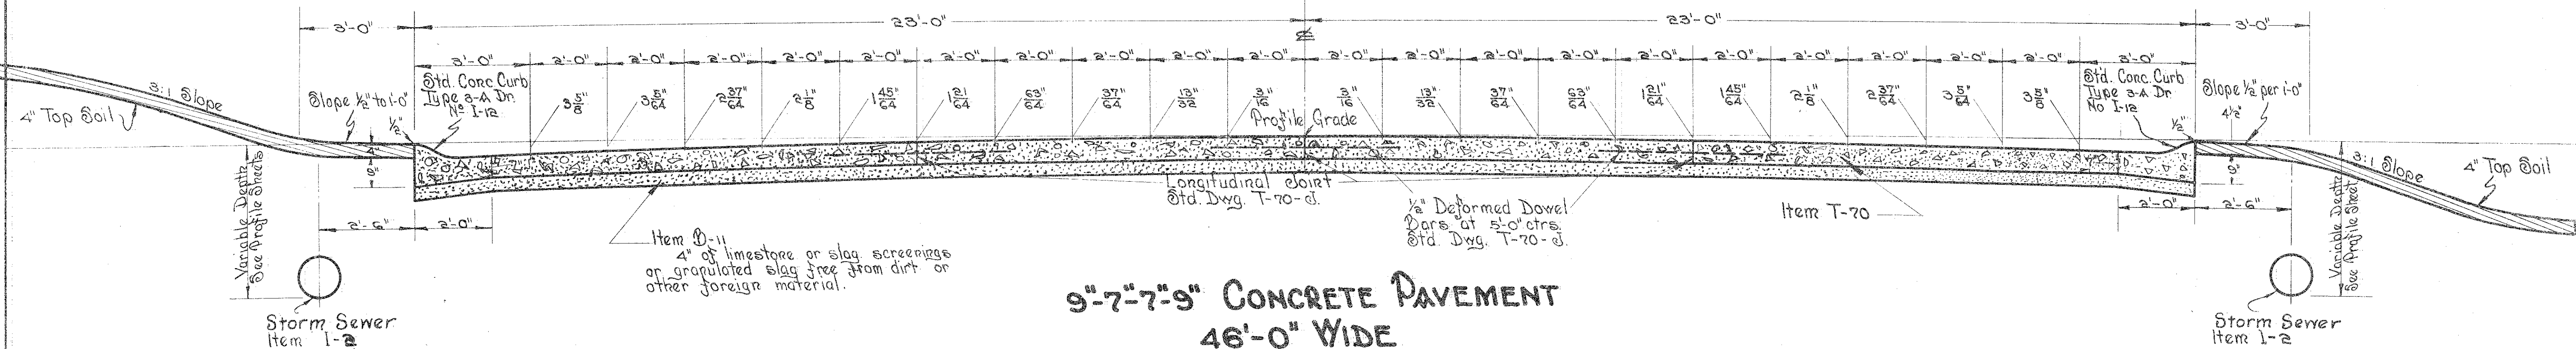 3'-0" 23'-0" 23'-0" 3'-0"
℄
3'-0" 2'-0" 2'-0" 2'-0" 2'-0" 2'-0" 2'-0" 2'-0" 2'-0" 2'-0" 2'-0" 2'-0" 2'-0" 2'-0" 2'-0" 2'-0" 2'-0" 2'-0" 2'-0" 2'-0" 3'-0"
3:1 Slope
4" Top Soil
Slope ½" to 1'-0"
½"
Std. Conc Curb
Type 3-A Dr.
Nº I-12
3 5/8" 3 5/64" 2 37/64" 2 1/8" 1 45/64" 1 21/64" 63/64" 37/64" 13/32" 3/16" 3/16" 13/32" 37/64" 63/64" 1 21/64" 1 45/64" 2 1/8" 2 37/64" 3 5/64" 3 5/8"
Profile Grade
Std. Conc. Curb
Type 3-A Dr.
No I-12
½"
Slope ½" per 1'-0"
4½"
4"
9"
9"
3:1 Slope
4" Top Soil
Variable Depth
See Profile Sheets
2'-6" 2'-0"
Longitudinal Joint
Std. Dwg. T-70-J.
½" Deformed Dowel
Bars at 5'-0" ctrs.
Std. Dwg. T-70-J.
Item T-70
2'-0" 2'-6"
Variable Depth
See Profile Sheet
Item B-11
4" of limestone or slag screenings
or granulated slag free from dirt or
other foreign material.
Storm Sewer
Item I-2
9"-7"-7"-9" CONCRETE PAVEMENT
46'-0" WIDE
Storm Sewer
Item I-2